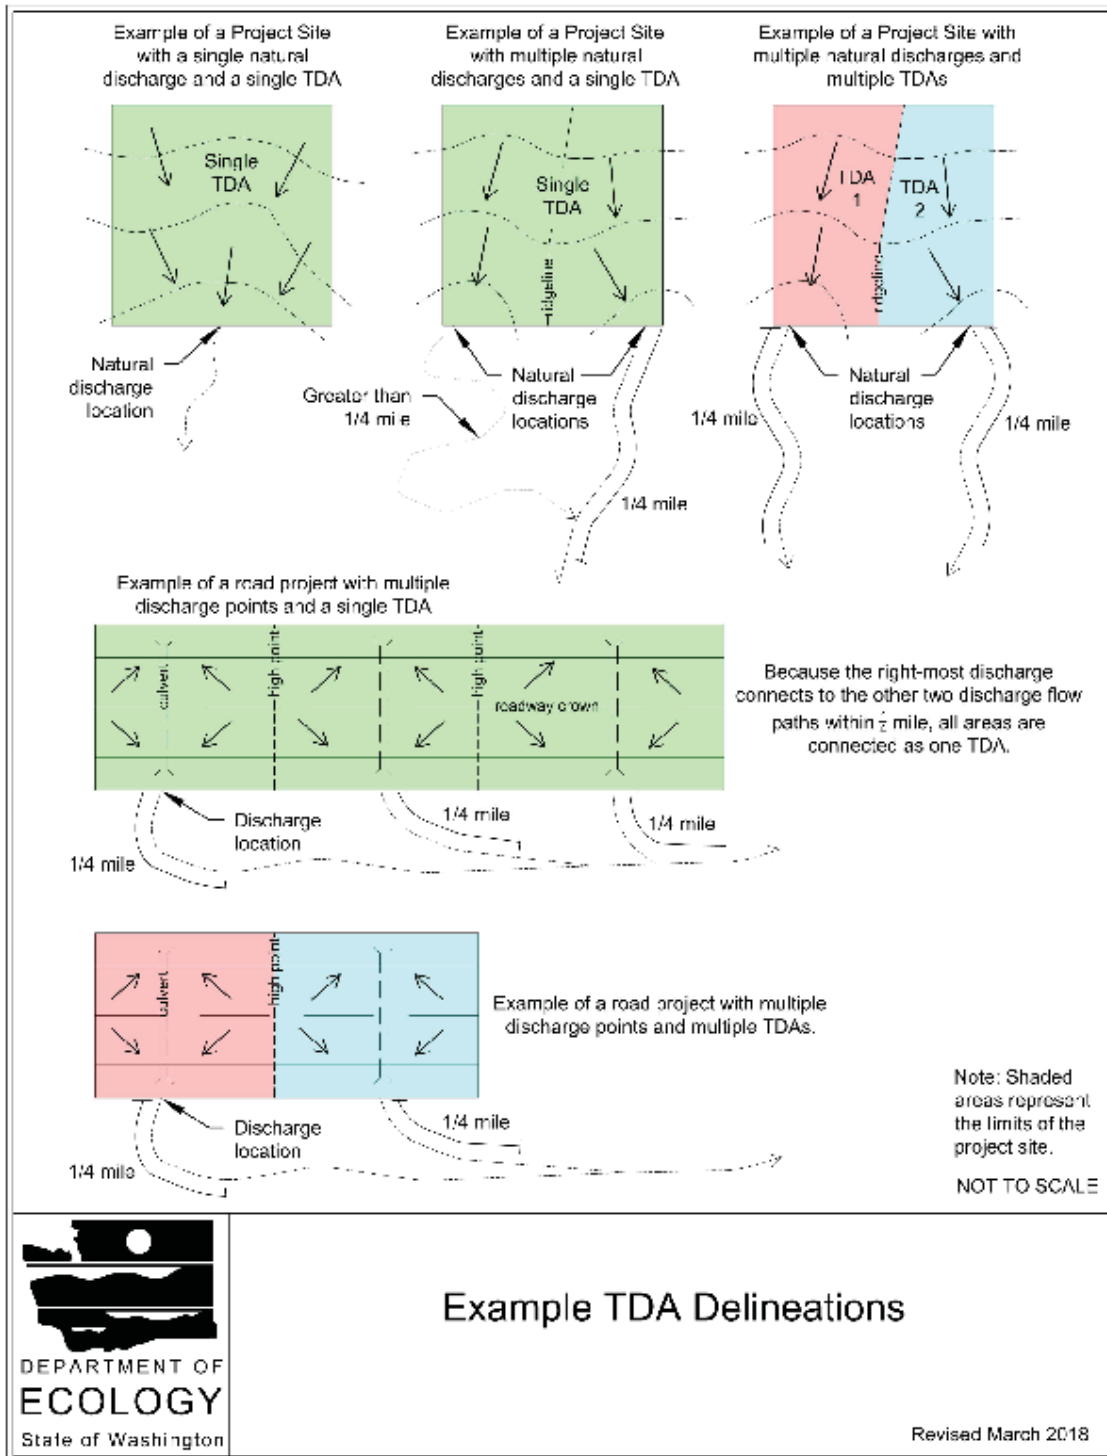 Example of a Project Site
with a single natural
discharge and a single TDA
Example of a Project Site
with multiple natural
discharges and a single TDA
Example of a Project Site with
multiple natural discharges and
multiple TDAs
Single
TDA
Single
TDA
ridgeline
TDA
1
TDA
2
ridgeline
Natural
discharge
location
Greater than
1/4 mile
Natural
discharge
locations
1/4 mile
1/4 mile
Natural
discharge
locations
1/4 mile
Example of a road project with multiple
discharge points and a single TDA
culvert
high point
high point
roadway crown
Because the right-most discharge
connects to the other two discharge flow
paths within mile, all areas are
connected as one TDA.
1/4 mile
Discharge
location
1/4 mile
1/4 mile
culvert
high point
Example of a road project with multiple
discharge points and multiple TDAs.
1/4 mile
Discharge
location
1/4 mile
Note: Shaded
areas represent
the limits of the
project site.
NOT TO SCALE
DEPARTMENT OF
ECOLOGY
State of Washington
Example TDA Delineations
Revised March 2018